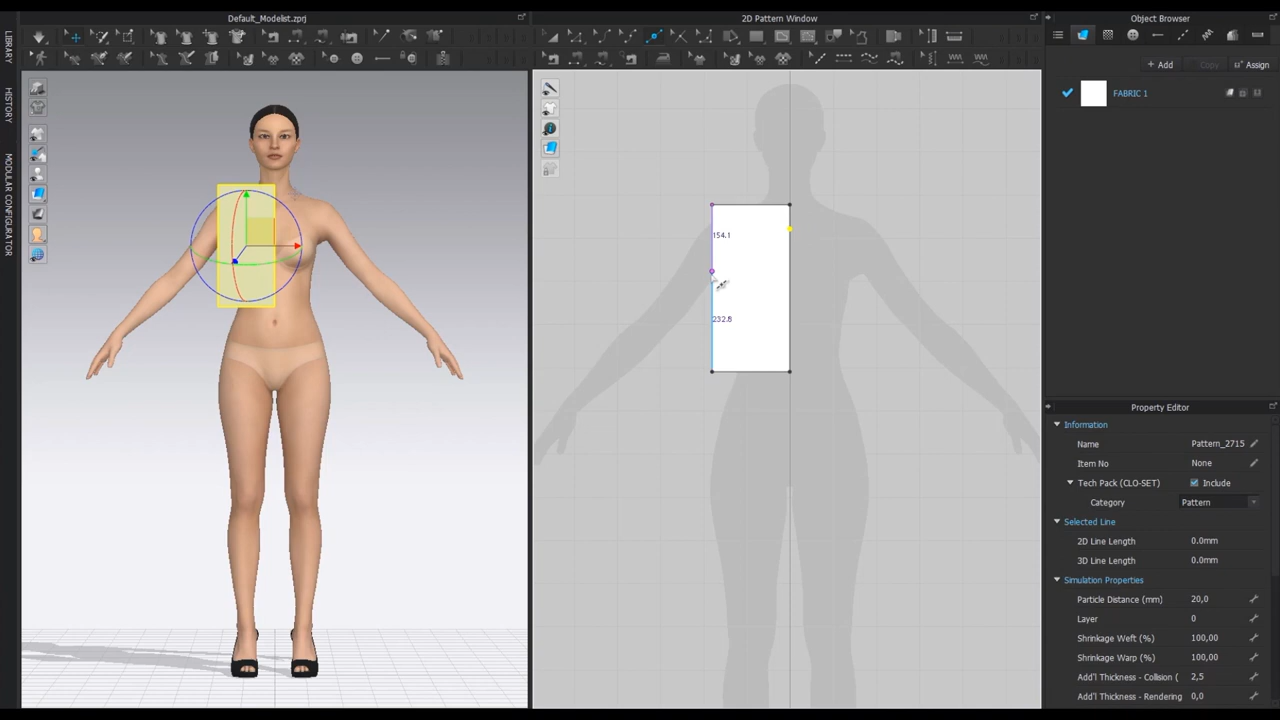 Default_Modelist.zprj
2D Pattern Window
Object Browser
LIBRARY
HISTORY
MODULAR CONFIGURATOR
+ Add
Copy
Assign
FABRIC 1
154.1
232.8
Property Editor
Information
Name Pattern_2715
Item No None
Tech Pack (CLO-SET) Include
Category Pattern
Selected Line
2D Line Length 0.0mm
3D Line Length 0.0mm
Simulation Properties
Particle Distance (mm) 20,0
Layer 0
Shrinkage Weft (%) 100,00
Shrinkage Warp (%) 100,00
Add'l Thickness - Collision ( 2,5
Add'l Thickness - Rendering 0,0